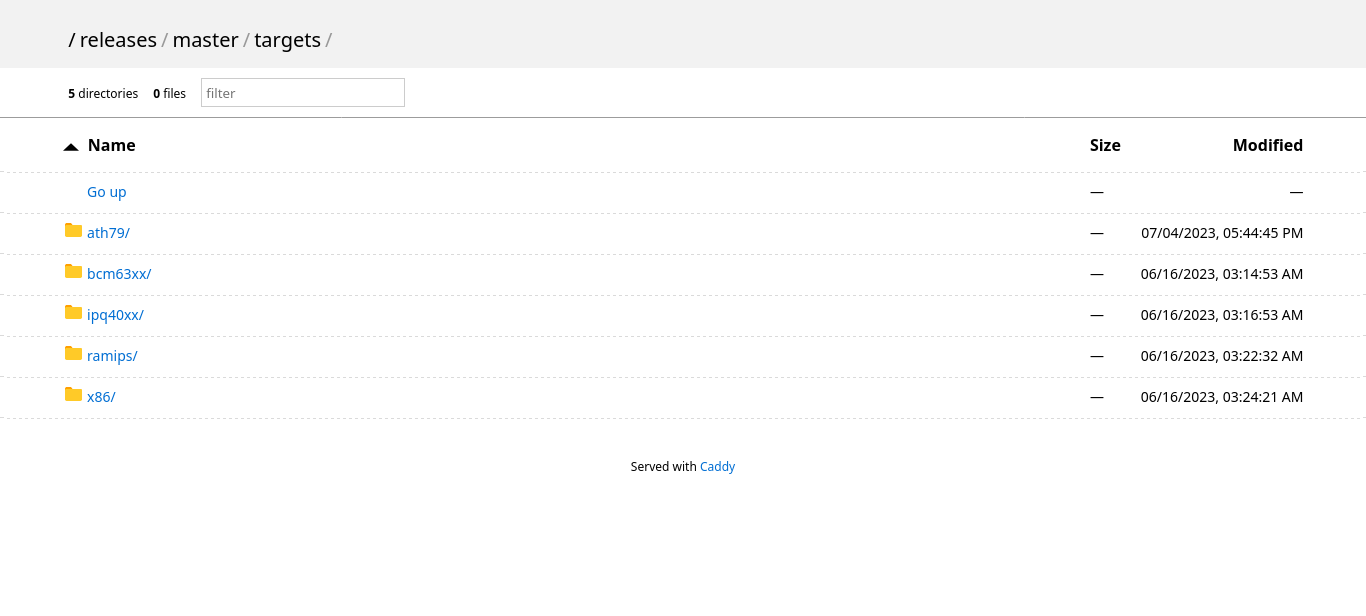 / releases / master / targets /
5 directories 0 files filter
Name Size Modified
Go up — —
ath79/ — 07/04/2023, 05:44:45 PM
bcm63xx/ — 06/16/2023, 03:14:53 AM
ipq40xx/ — 06/16/2023, 03:16:53 AM
ramips/ — 06/16/2023, 03:22:32 AM
x86/ — 06/16/2023, 03:24:21 AM
Served with Caddy